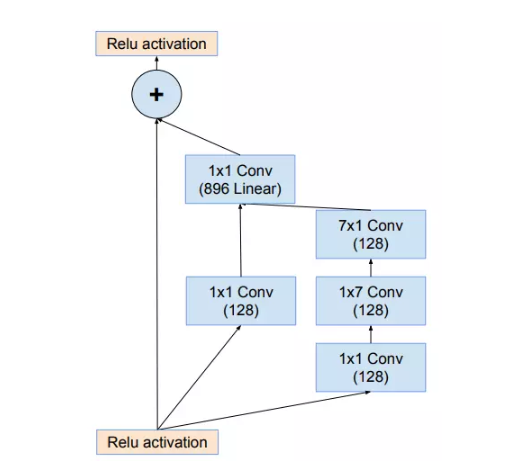 Relu activation
+
1x1 Conv
(896 Linear)
7x1 Conv
(128)
1x1 Conv
(128)
1x7 Conv
(128)
1x1 Conv
(128)
Relu activation